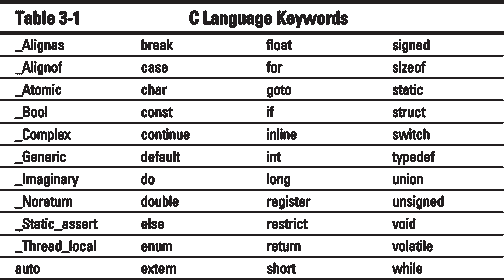 Table 3-1 C Language Keywords
_Alignas break float signed
_Alignof case for sizeof
_Atomic char goto static
_Bool const if struct
_Complex continue inline switch
_Generic default int typedef
_Imaginary do long union
_Noreturn double register unsigned
_Static_assert else restrict void
_Thread_local enum return volatile
auto extern short while